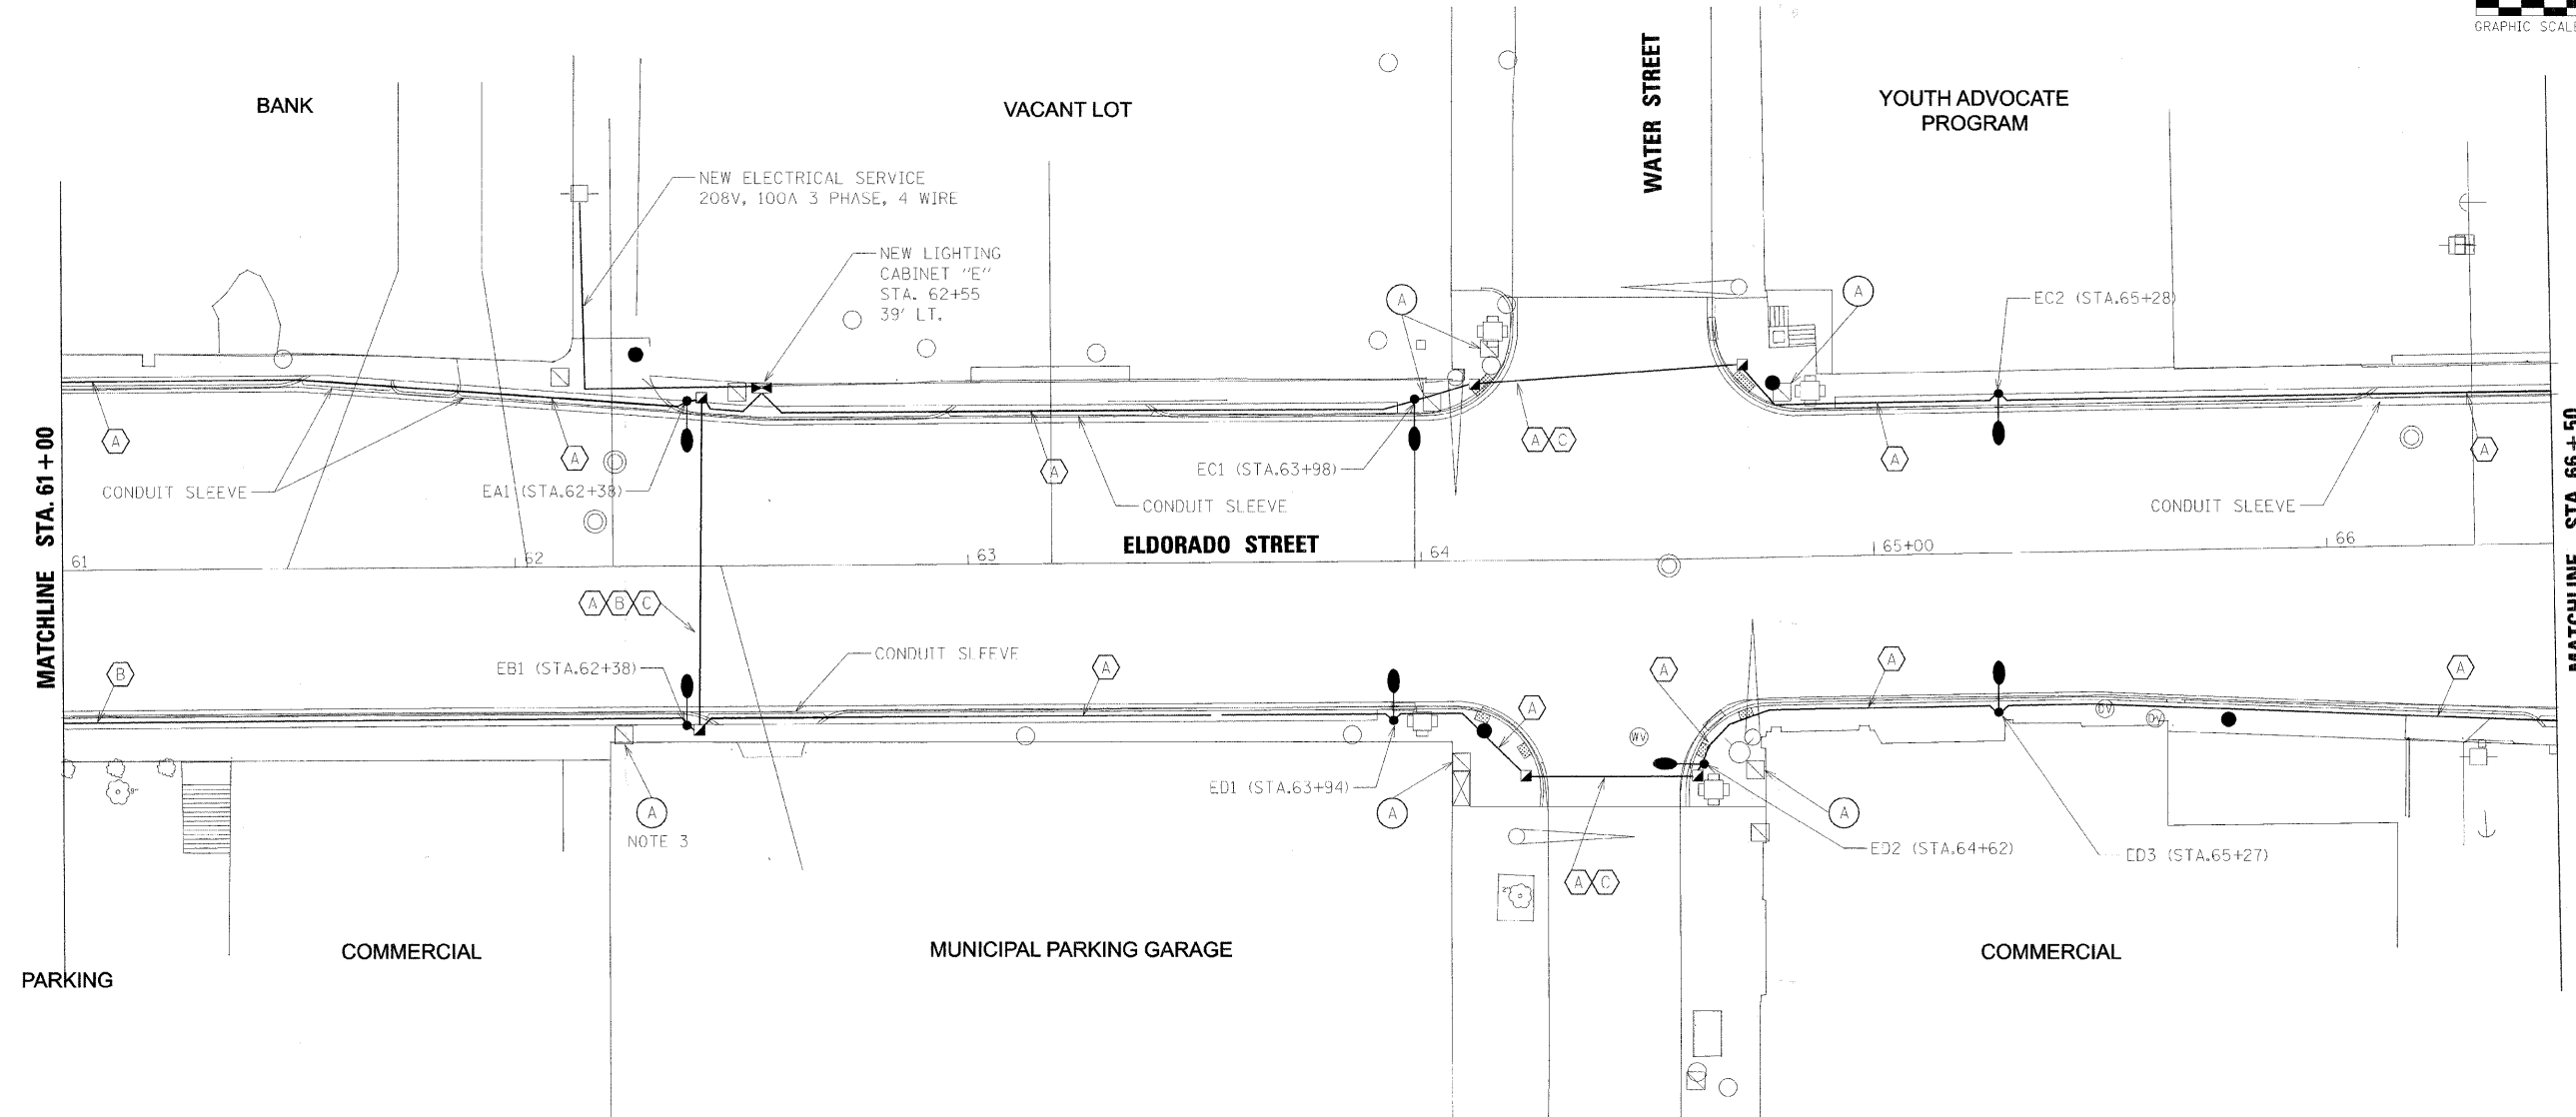 GRAPHIC SCALE
BANK
VACANT LOT
WATER STREET
YOUTH ADVOCATE
PROGRAM
NEW ELECTRICAL SERVICE
208V, 100A 3 PHASE, 4 WIRE
NEW LIGHTING
CABINET "E"
STA. 62+55
39' LT.
A
A
EC2 (STA.65+28)
A
A
A
EC1 (STA.63+98)
A C
A
A
CONDUIT SLEEVE
EA1 (STA.62+38)
CONDUIT SLEEVE
CONDUIT SLEEVE
MATCHLINE STA. 61 + 00
MATCHLINE STA. 66 + 50
ELDORADO STREET
61
62
63
64
65+00
66
A B C
EB1 (STA.62+38)
CONDUIT SLEEVE
B
A
A
A
A
A
WV
GV
9"
ED1 (STA.63+94)
A
NOTE 3
A
A
ED2 (STA.64+62)
ED3 (STA.65+27)
A C
2"
COMMERCIAL
MUNICIPAL PARKING GARAGE
COMMERCIAL
PARKING